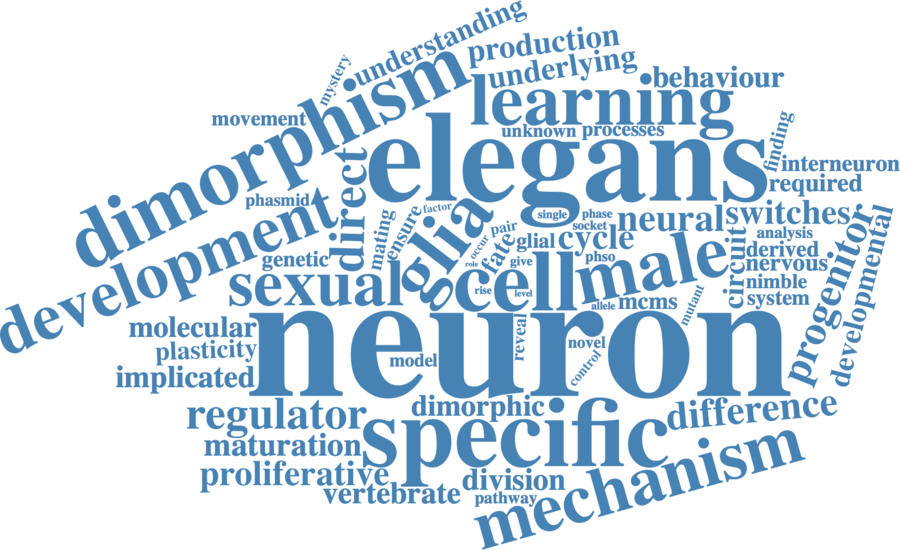 understanding
production
mystery
underlying
dimorphism
behaviour
learning
movement
unknown
processes
finding
elegans
interneuron
required
direct
phasmid
development
mating
ensure
factor
glia
single
phase
socket
neural
switches
pair
occur
analysis
genetic
fate
glial
cycle
circuit
derived
progenitor
developmental
role
give
phso
male
nervous
sexual
cell
rise
level
allele
mcms
mutant
nimble
system
neuron
molecular
plasticity
reveal
novel
model
control
implicated
dimorphic
difference
regulator
specific
maturation
mechanism
proliferative
division
vertebrate
pathway